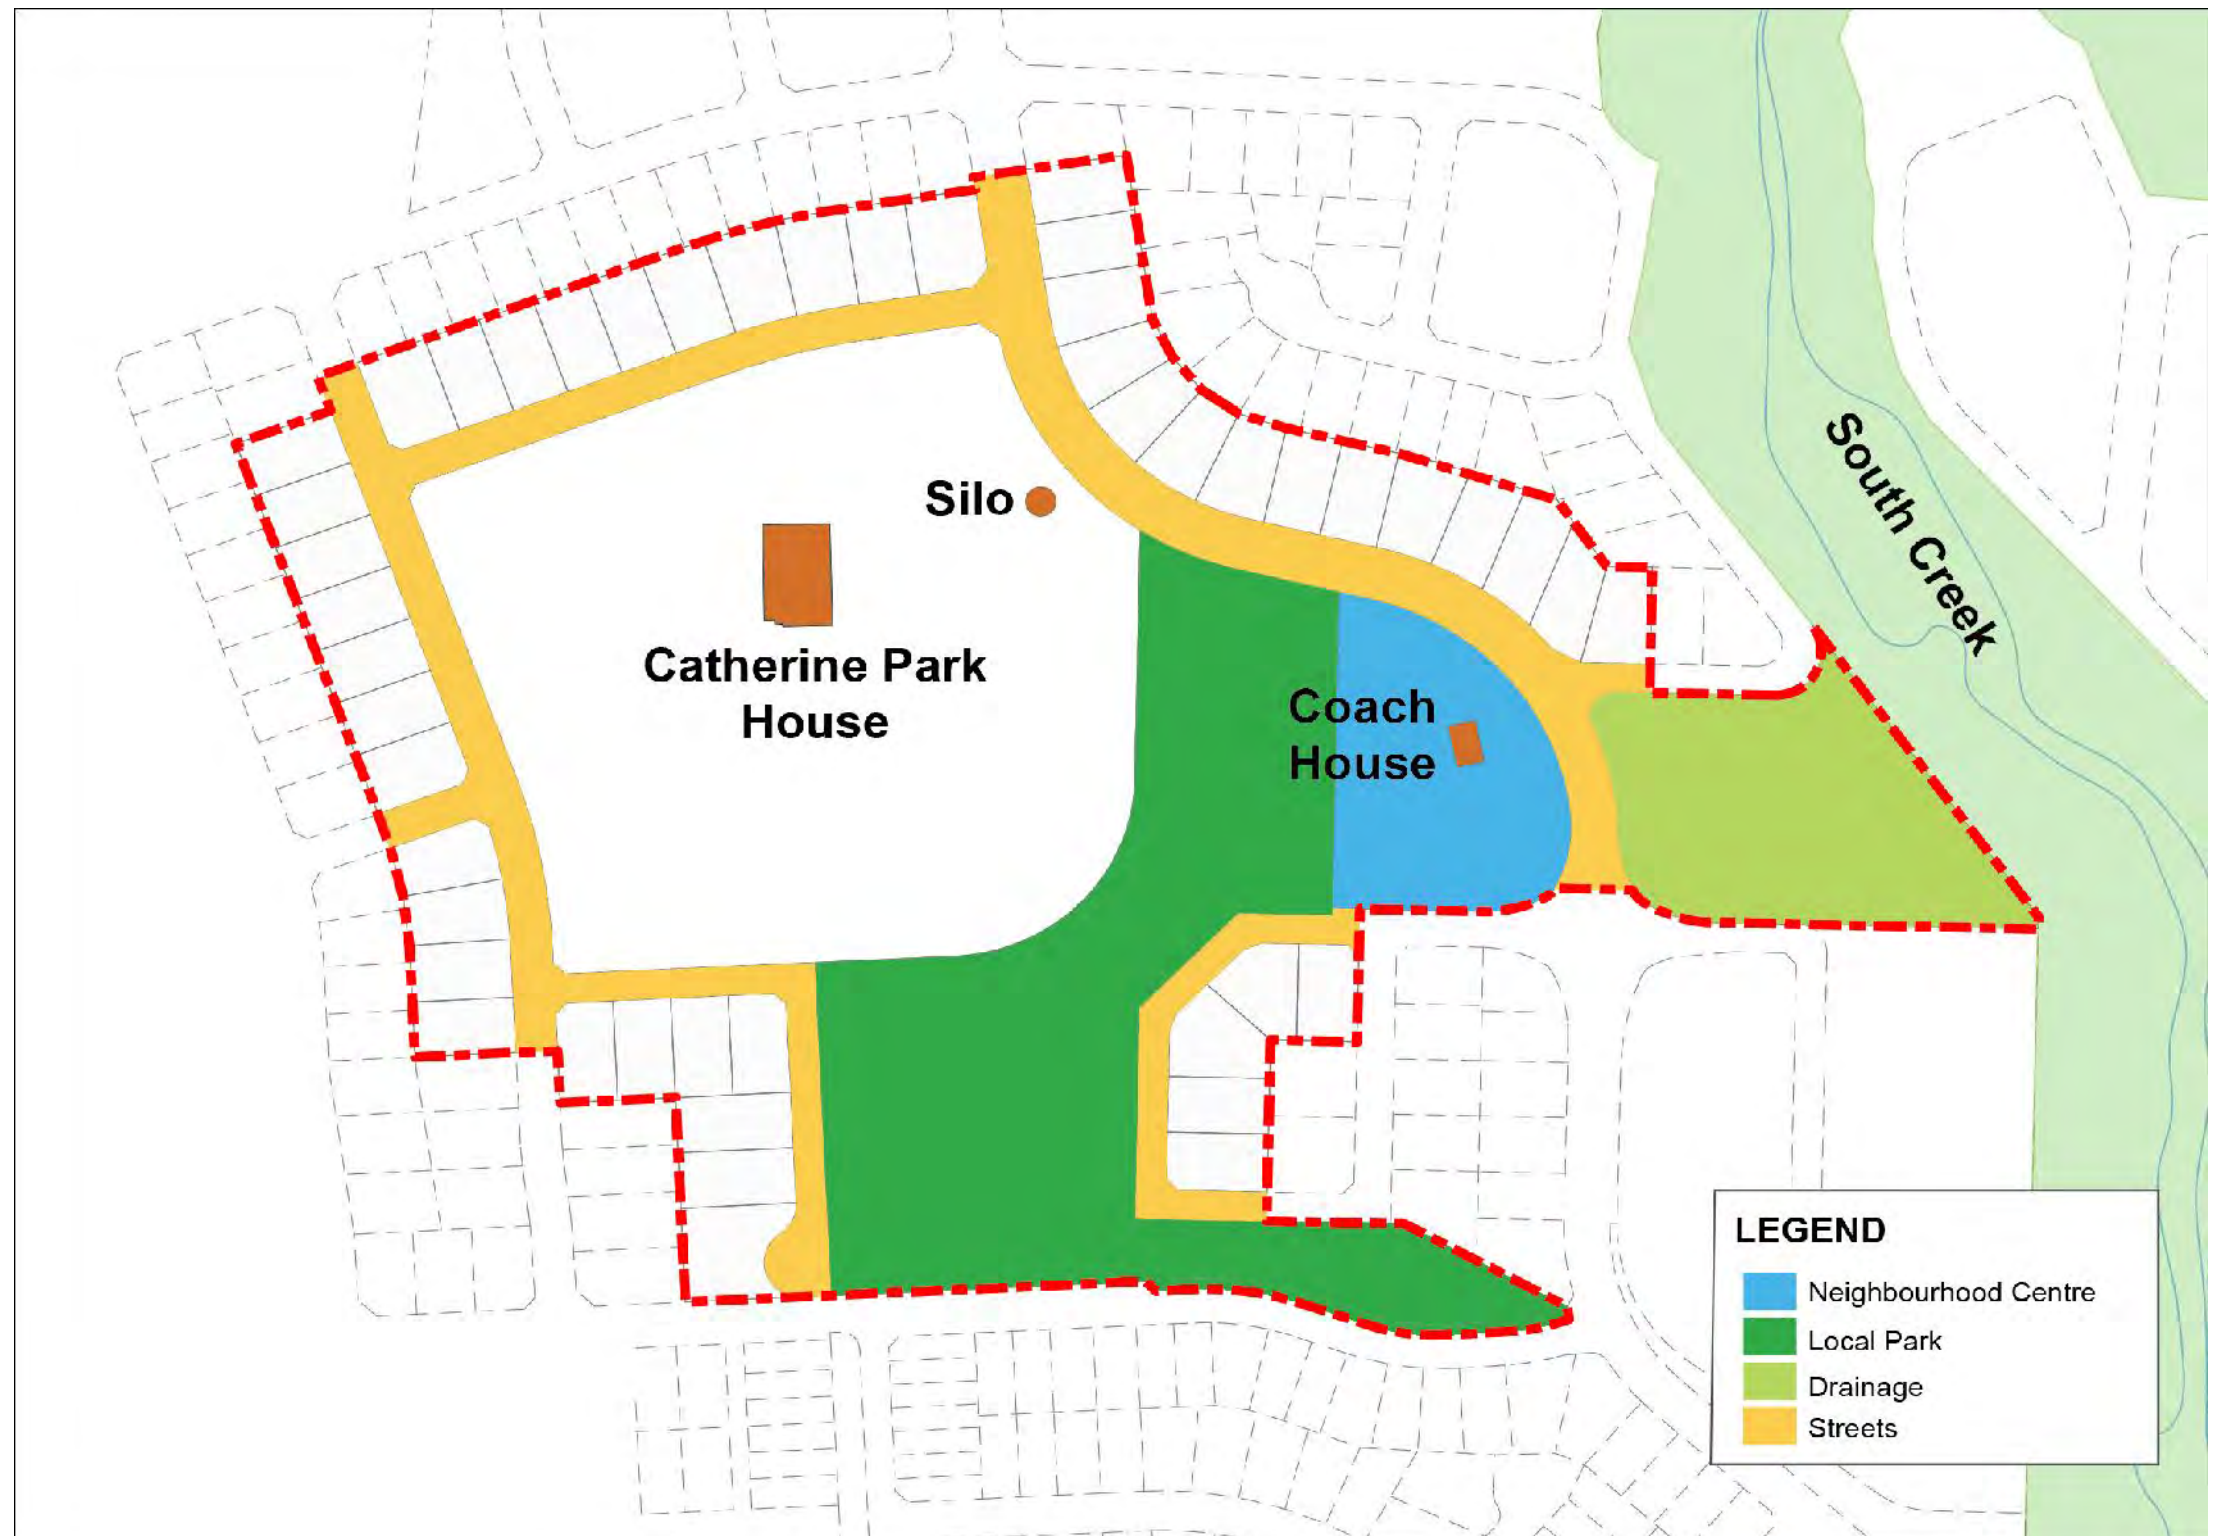 South Creek
Silo
Catherine Park
House
Coach
House
LEGEND
Neighbourhood Centre
Local Park
Drainage
Streets